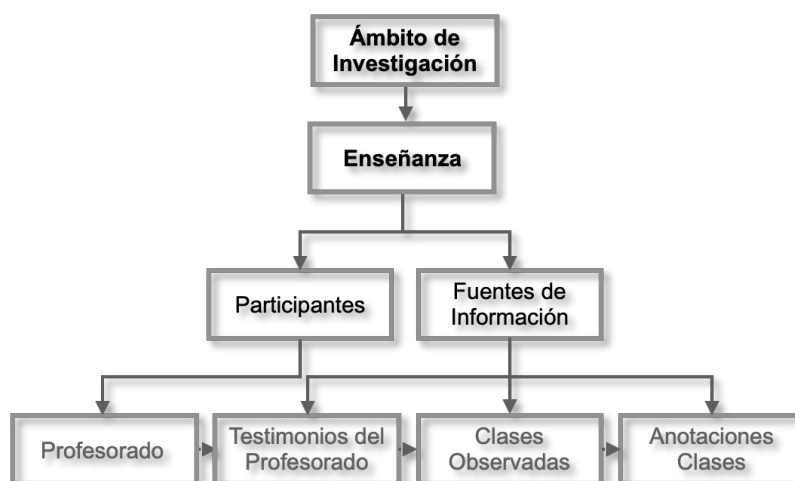 Ámbito de
Investigación
Enseñanza
Participantes
Fuentes de
Información
Profesorado
Testimonios del
Profesorado
Clases
Observadas
Anotaciones
Clases